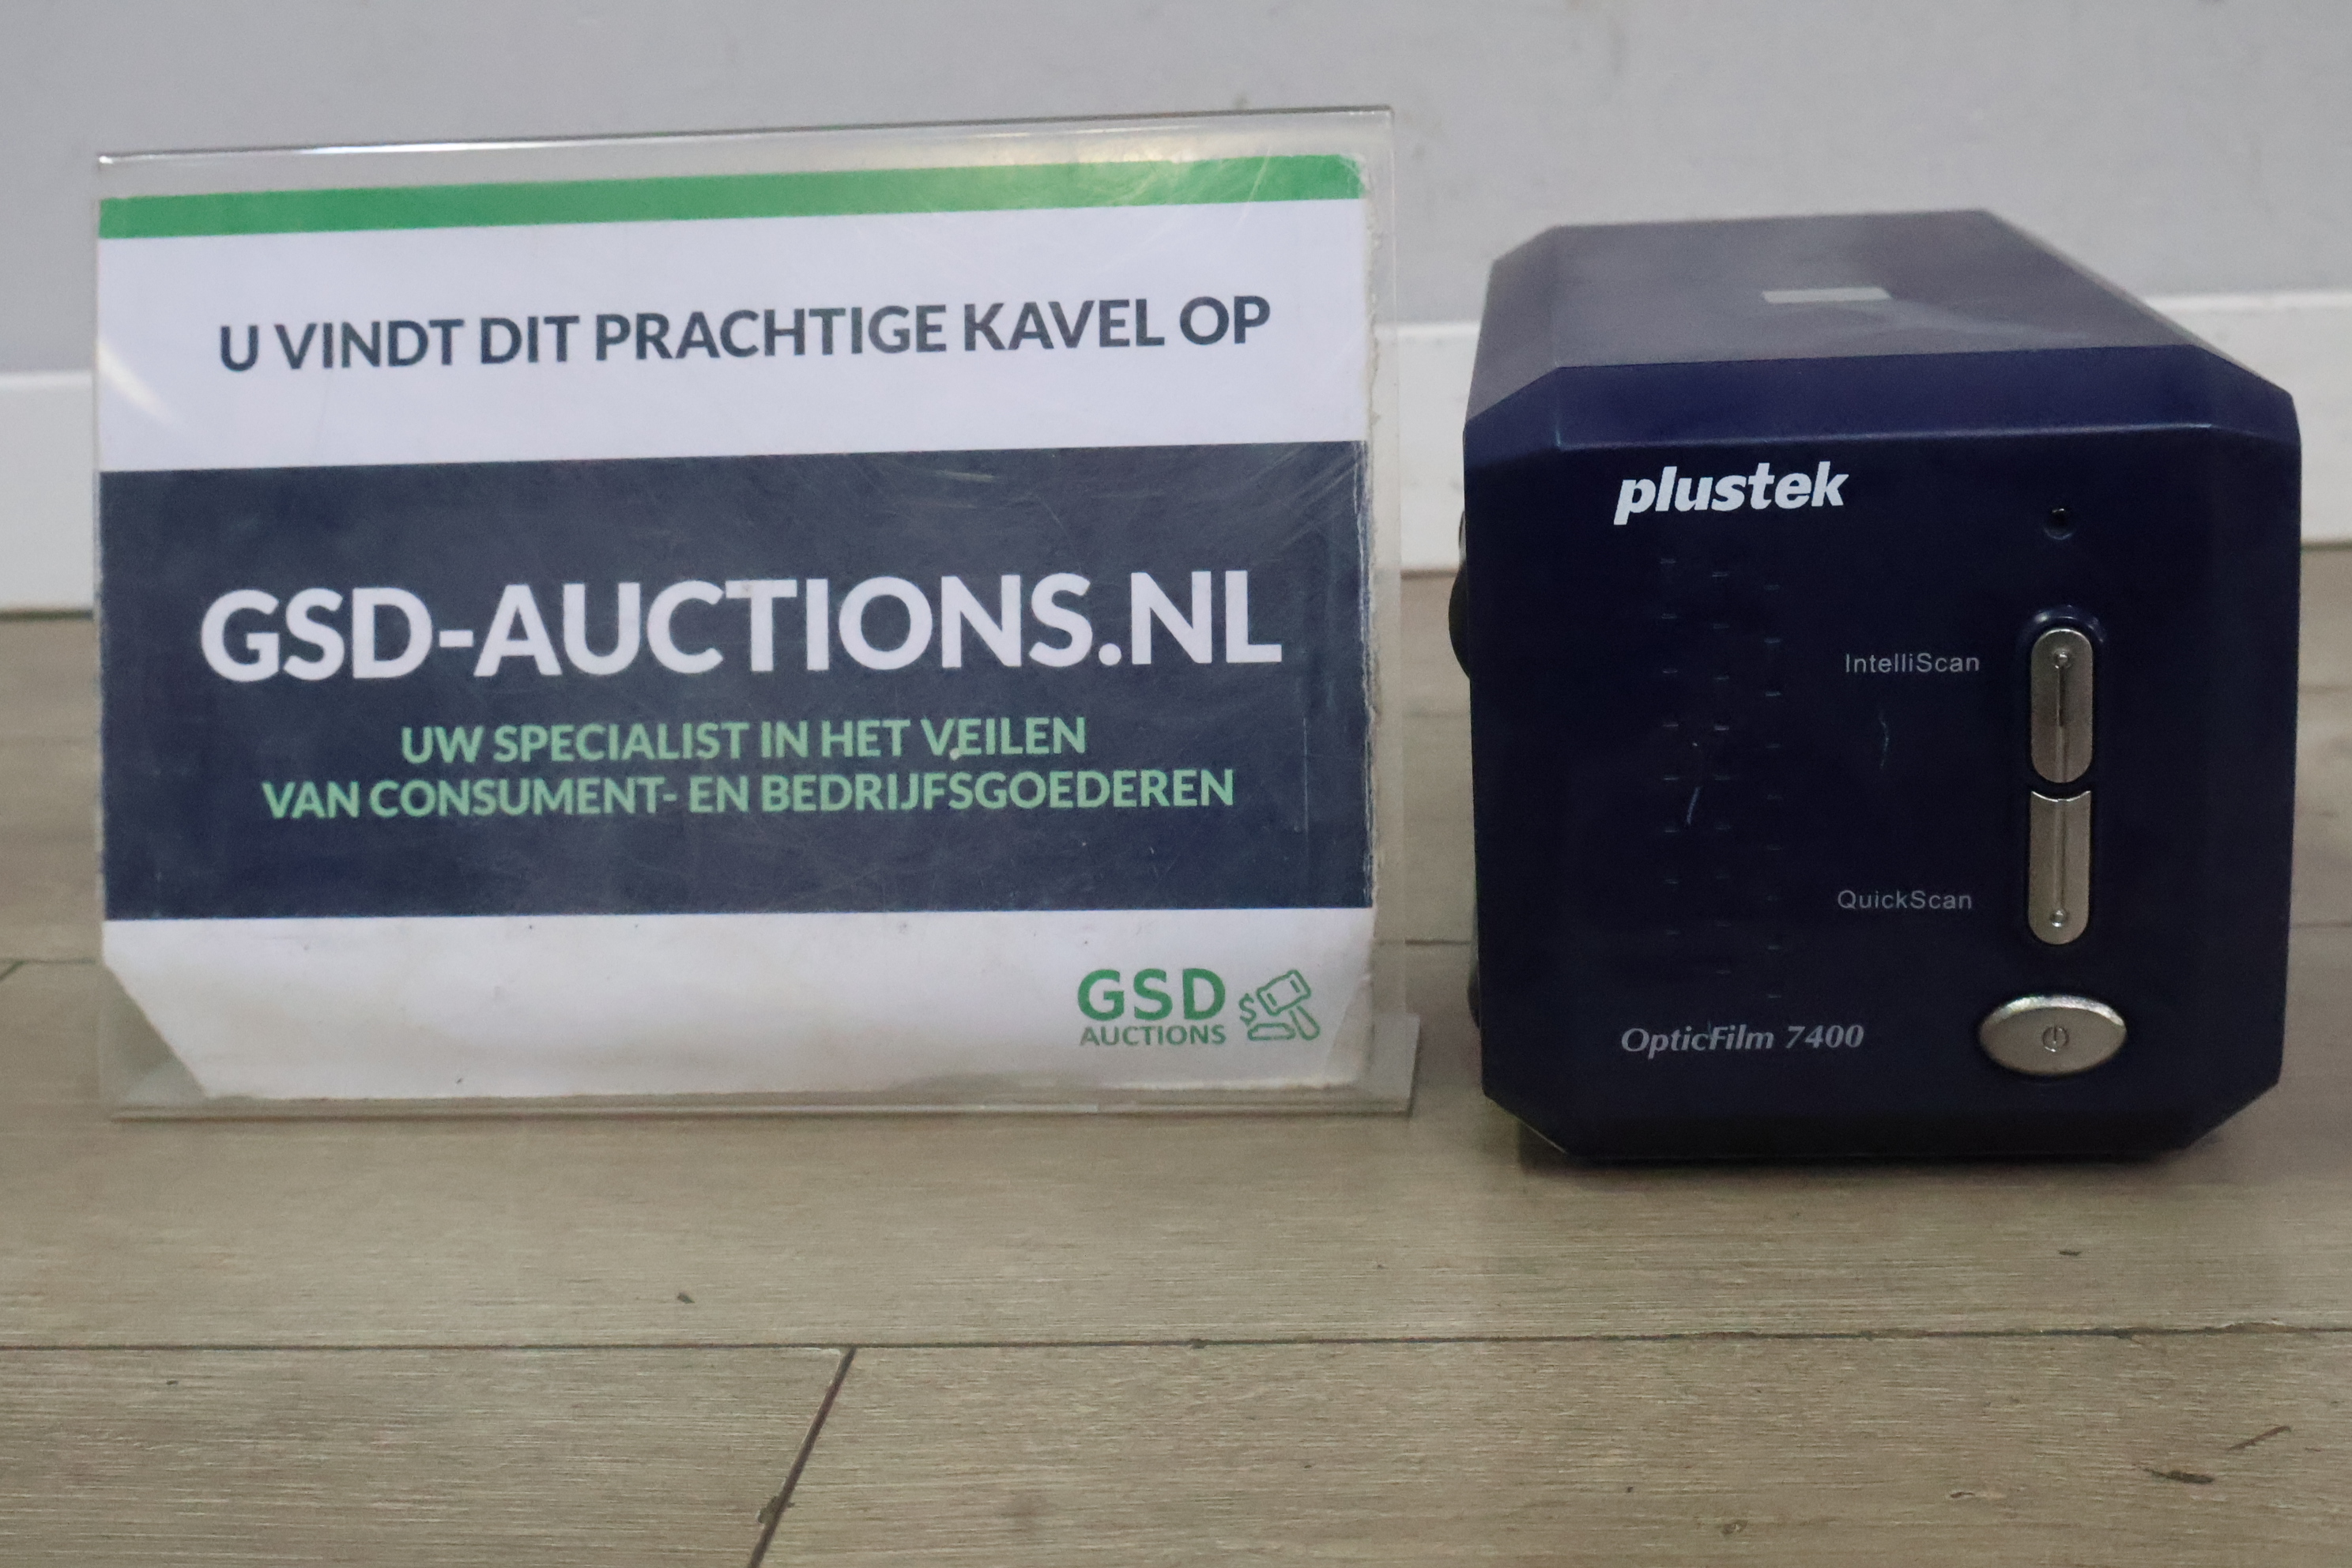 U VINDT DIT PRACHTIGE KAVEL OP
GSD-AUCTIONS.NL
UW SPECIALIST IN HET VEILEN
VAN CONSUMENT- EN BEDRIJFSGOEDEREN
GSD
AUCTIONS
plustek
IntelliScan
QuickScan
OpticFilm 7400